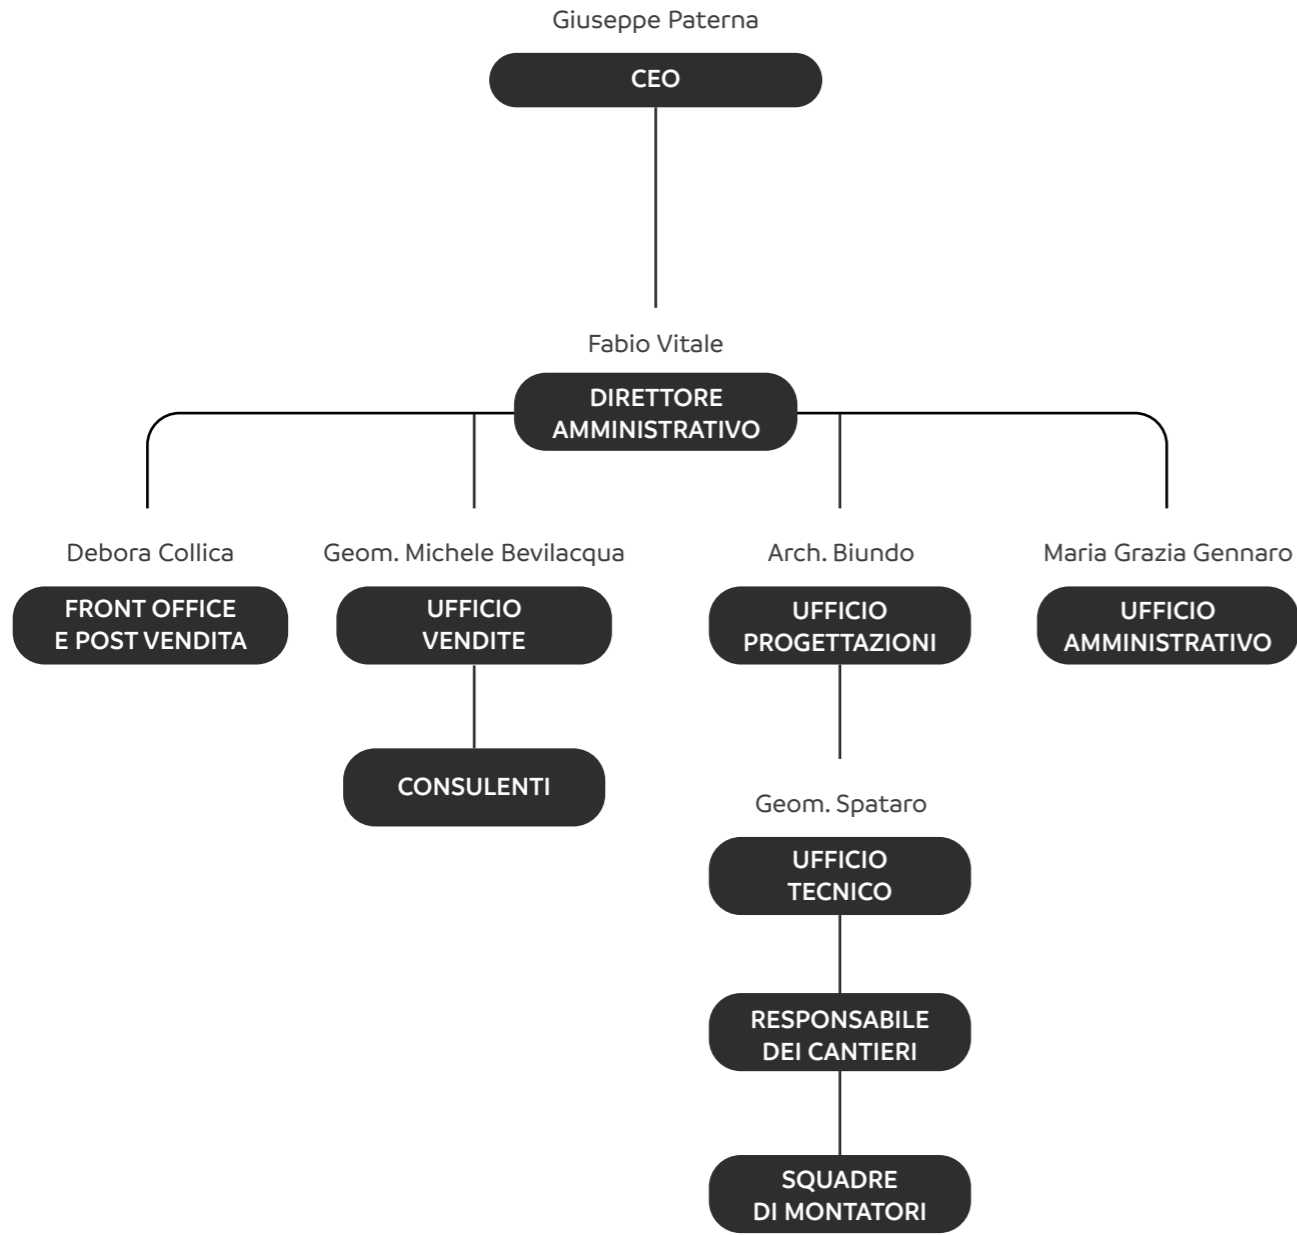 Giuseppe Paterna
CEO
Fabio Vitale
DIRETTORE
AMMINISTRATIVO
Debora Collica
FRONT OFFICE
E POST VENDITA
Geom. Michele Bevilacqua
UFFICIO
VENDITE
CONSULENTI
Arch. Biundo
UFFICIO
PROGETTAZIONI
Geom. Spataro
UFFICIO
TECNICO
RESPONSABILE
DEI CANTIERI
SQUADRE
DI MONTATORI
Maria Grazia Gennaro
UFFICIO
AMMINISTRATIVO